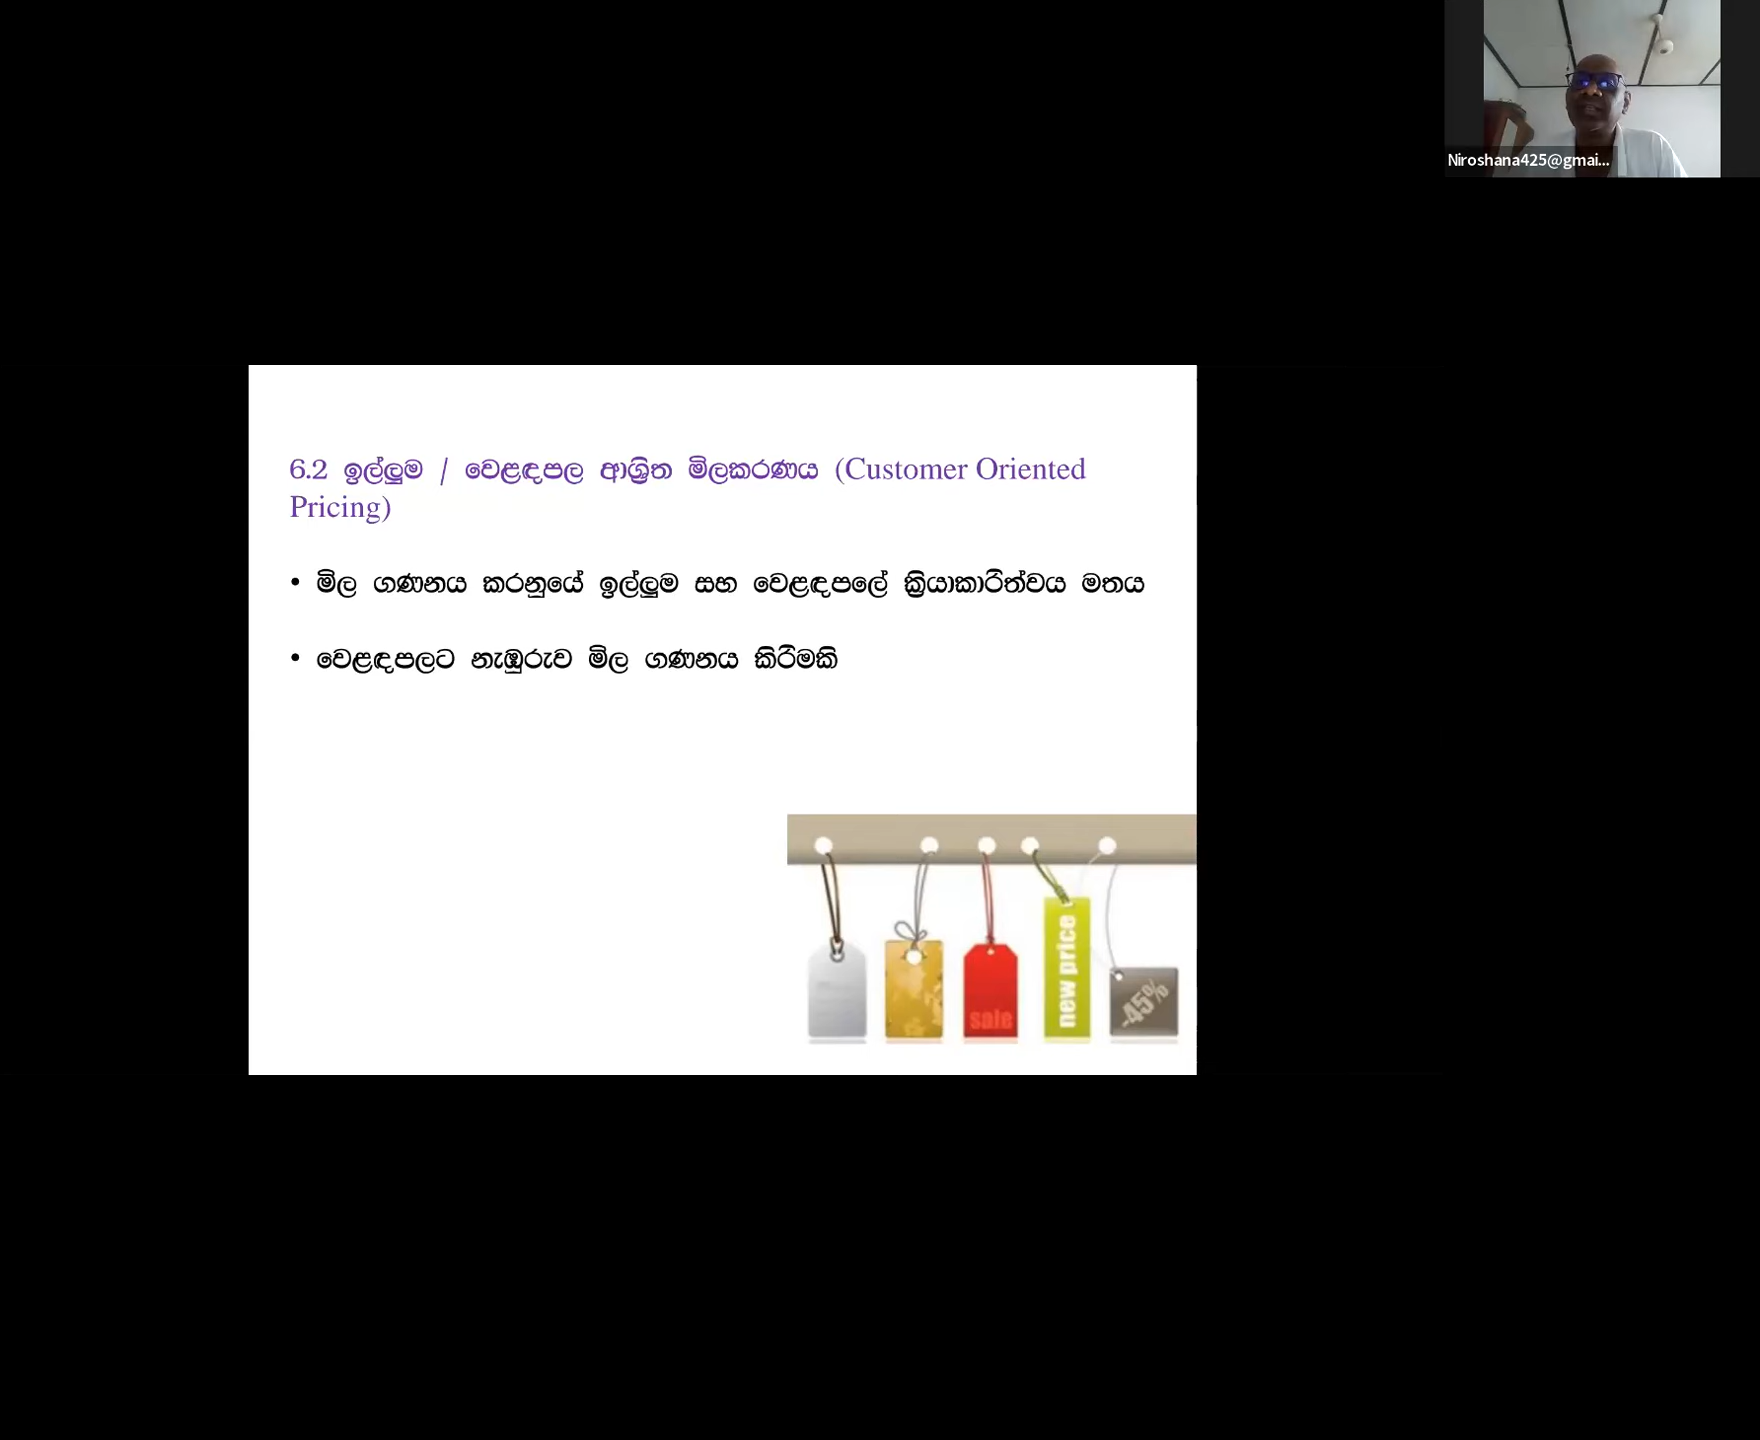 Niroshana425@gmai...
6.2 ඉල්ලුම / වෙළඳපල ආශ්‍රිත මිලකරණය (Customer Oriented
Pricing)
• මිල ගණනය කරනුයේ ඉල්ලුම සහ වෙළඳපලේ ක්‍රියාකාරීත්වය මතය
• වෙළඳපලට නැඹුරුව මිල ගණනය කිරීමකි
sale
new price
-45%